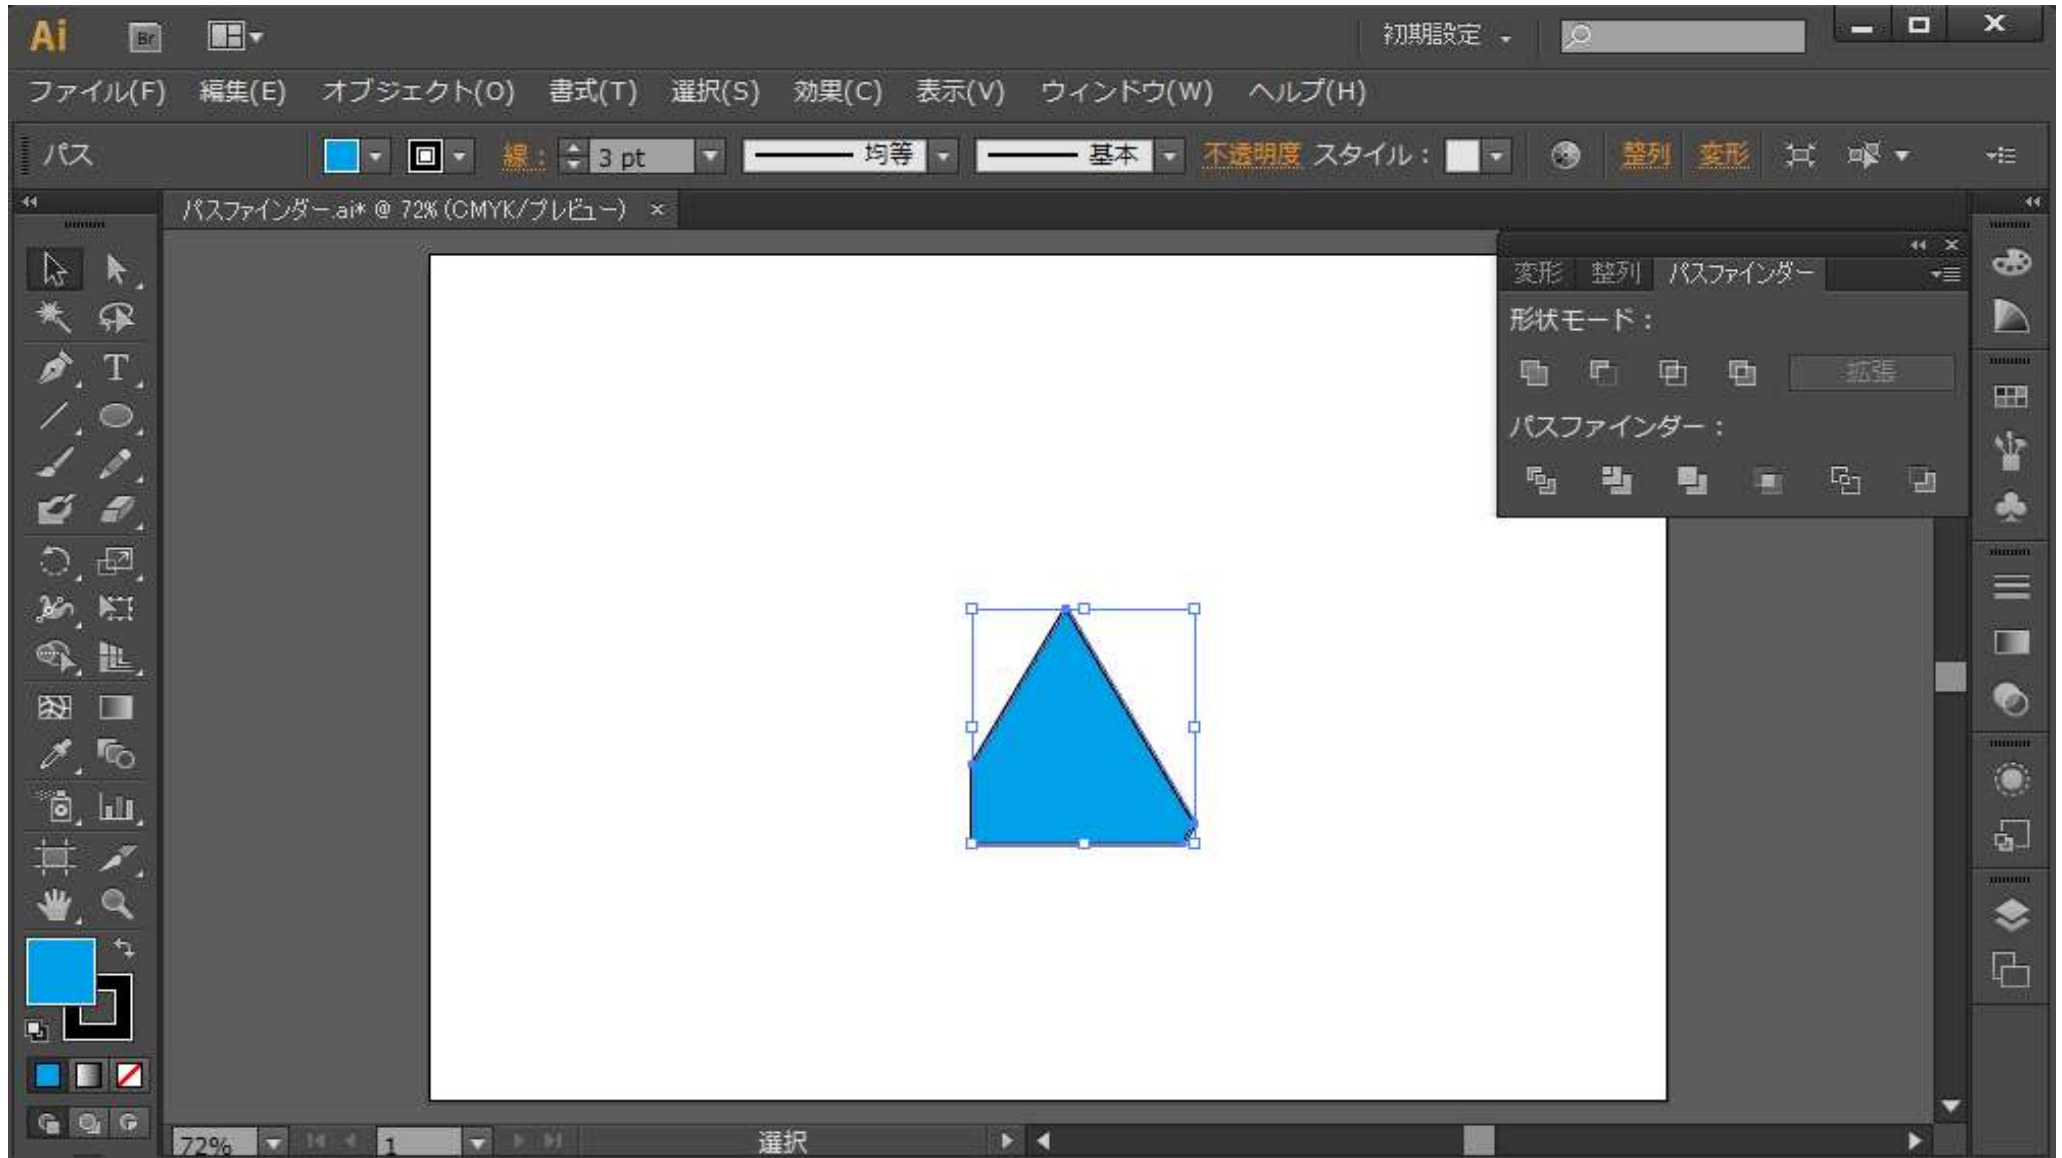 Ai Br 初期設定
ファイル(F) 編集(E) オブジェクト(O) 書式(T) 選択(S) 効果(C) 表示(V) ウィンドウ(W) ヘルプ(H)
パス 線: 3 pt 均等 基本 不透明度 スタイル: 整列 変形
パスファインダー.ai* @ 72% (CMYK/プレビュー) ×
変形 整列 パスファインダー
形状モード:
拡張
パスファインダー:
T
72% 1 選択